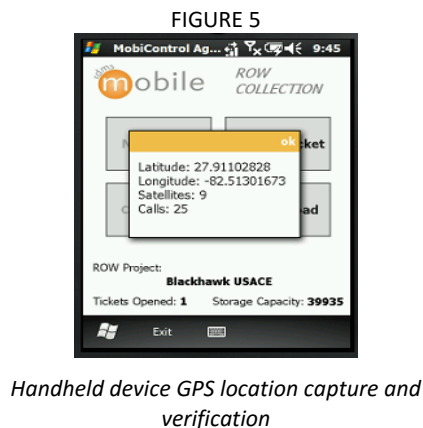 FIGURE 5
MobiControl Ag... 9:45
idms
mobile
ROW
COLLECTION
ket
Latitude: 27.91102828
Longitude: -82.51301673
Satellites: 9
Calls: 25
ok
ad
ROW Project:
Blackhawk USACE
Tickets Opened: 1 Storage Capacity: 39935
Exit
Handheld device GPS location capture and
verification